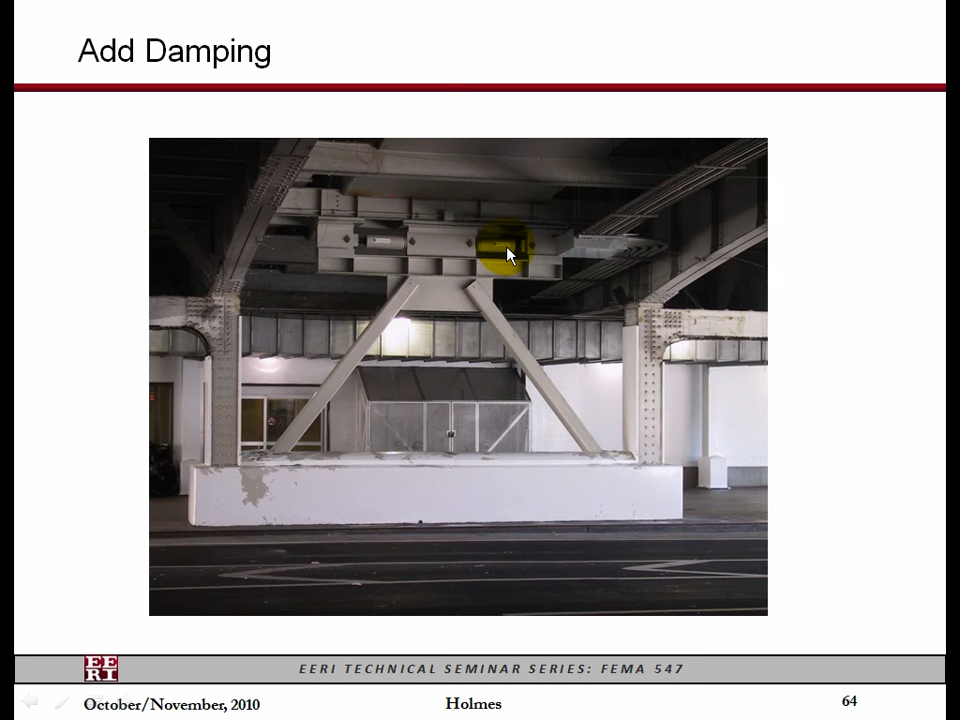 Add Damping
EERI TECHNICAL SEMINAR SERIES: FEMA 547
EE
RI
October/November, 2010
Holmes
64